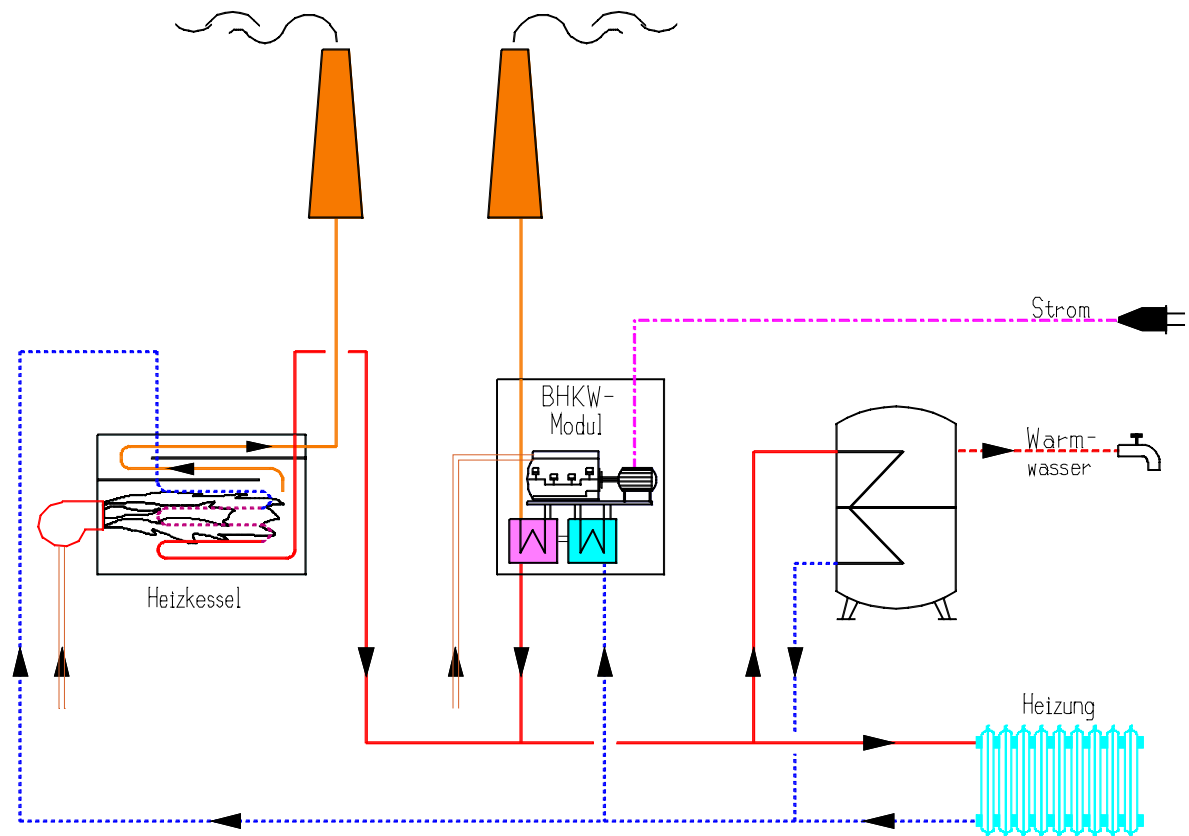 Strom
BHKW-
Modul
Warm-
wasser
Heizkessel
Heizung